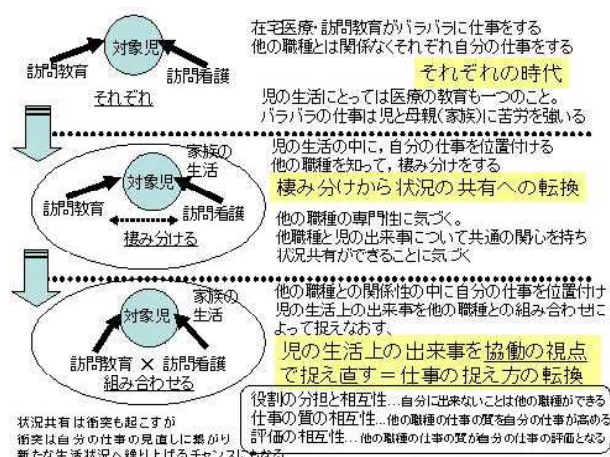 対象児
訪問教育
訪問看護
それぞれ
在宅医療・訪問教育がバラバラに仕事をする
他の職種とは関係なくそれぞれ自分の仕事をする
それぞれの時代
児の生活にとっては医療の教育も一つのこと。
バラバラの仕事は児と母親(家族)に苦労を強いる
家族の
生活
対象児
訪問教育
訪問看護
棲み分ける
児の生活の中に,自分の仕事を位置付ける
他の職種を知って,棲み分けをする
棲み分けから状況の共有への転換
他の職種の専門性に気づく。
他職種と児の出来事について共通の関心を持ち
状況共有ができることに気づく
家族の
生活
対象児
訪問教育 × 訪問看護
組み合わせる
他の職種との関係性の中に自分の仕事を位置付け
児の生活上の出来事を他の職種との組み合わせに
よって捉えなおす、
児の生活上の出来事を協働の視点
で捉え直す=仕事の捉え方の転換
役割の分担と相互性…自分に出来ないことは他の職種ができる
仕事の質の相互性…他の職種の仕事の質を自分の仕事が高める
評価の相互性…他の職種の仕事の質が自分の仕事の評価となる
状況共有は衝突も起こすが
衝突は自分の仕事の見直しに繋がり
新たな生活状況へ繰り上げるチャンスにもなる